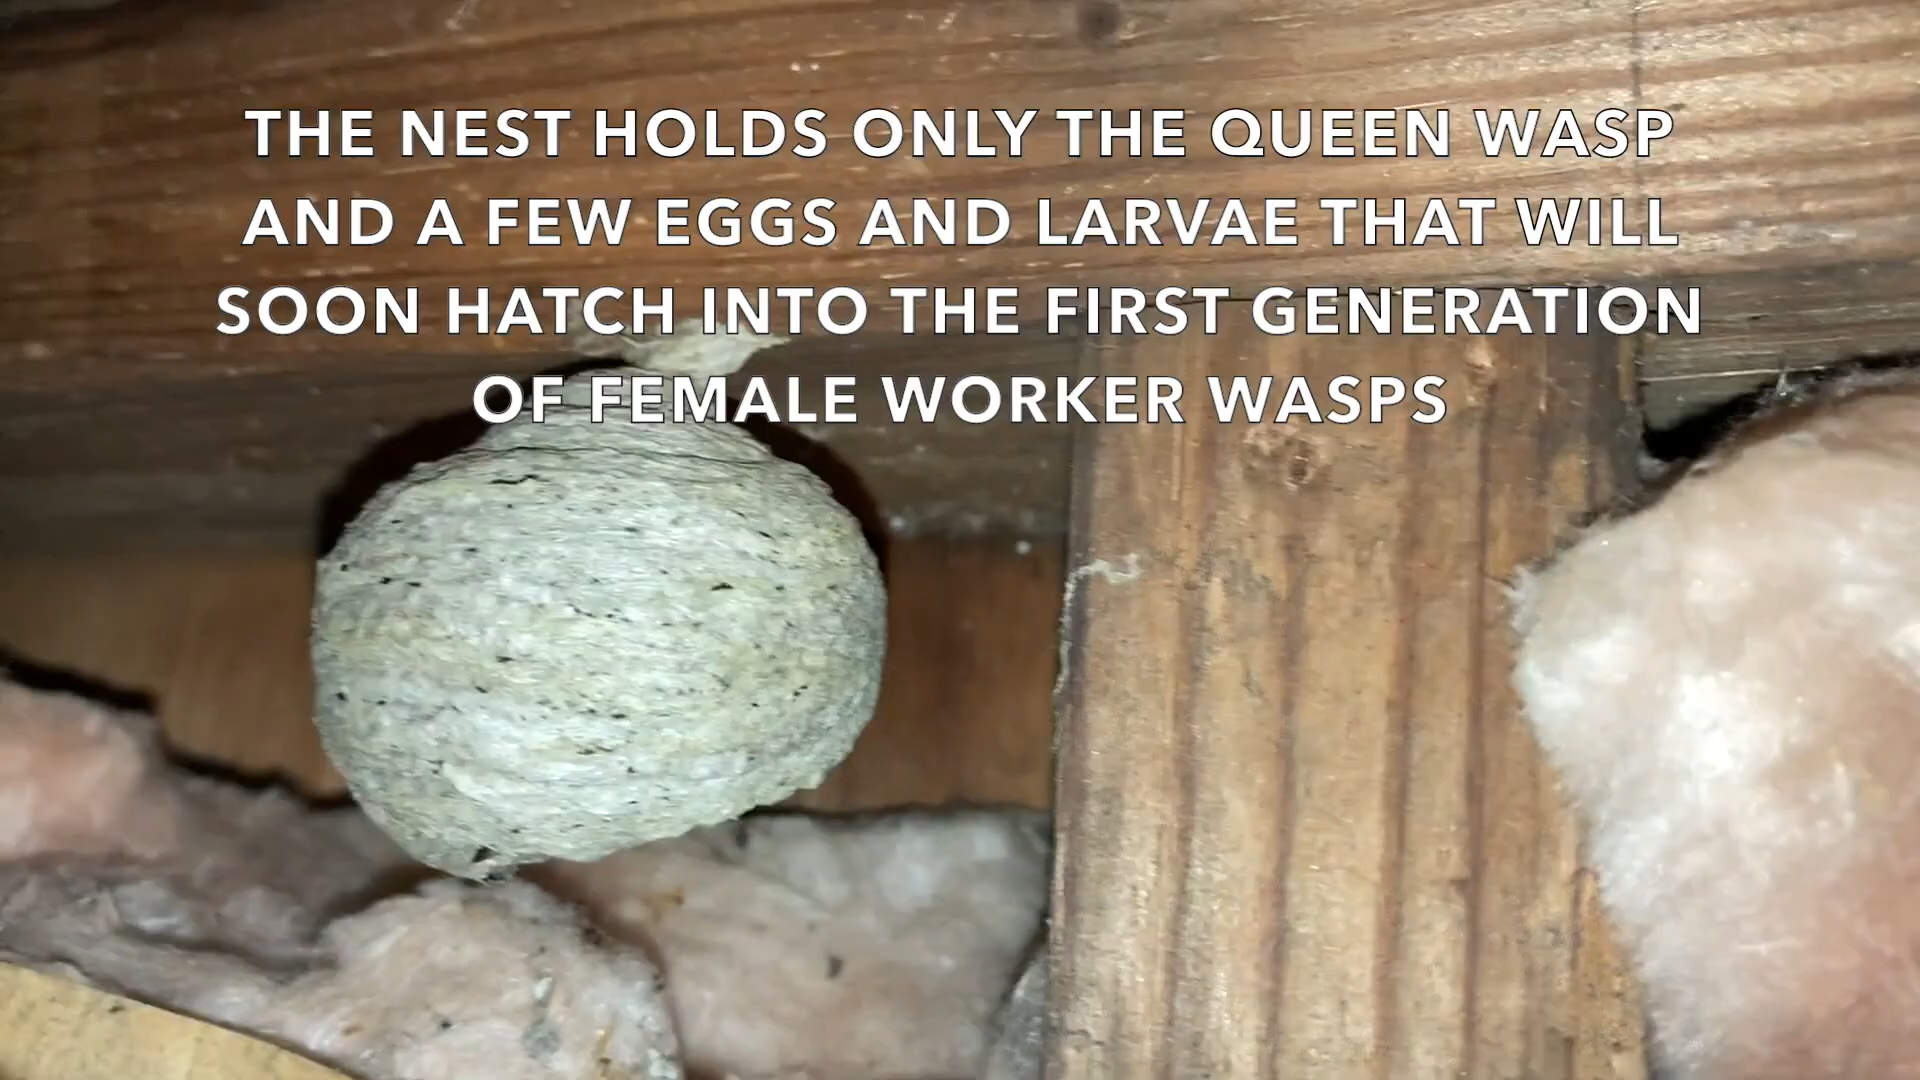 THE NEST HOLDS ONLY THE QUEEN WASP
AND A FEW EGGS AND LARVAE THAT WILL
SOON HATCH INTO THE FIRST GENERATION
OF FEMALE WORKER WASPS